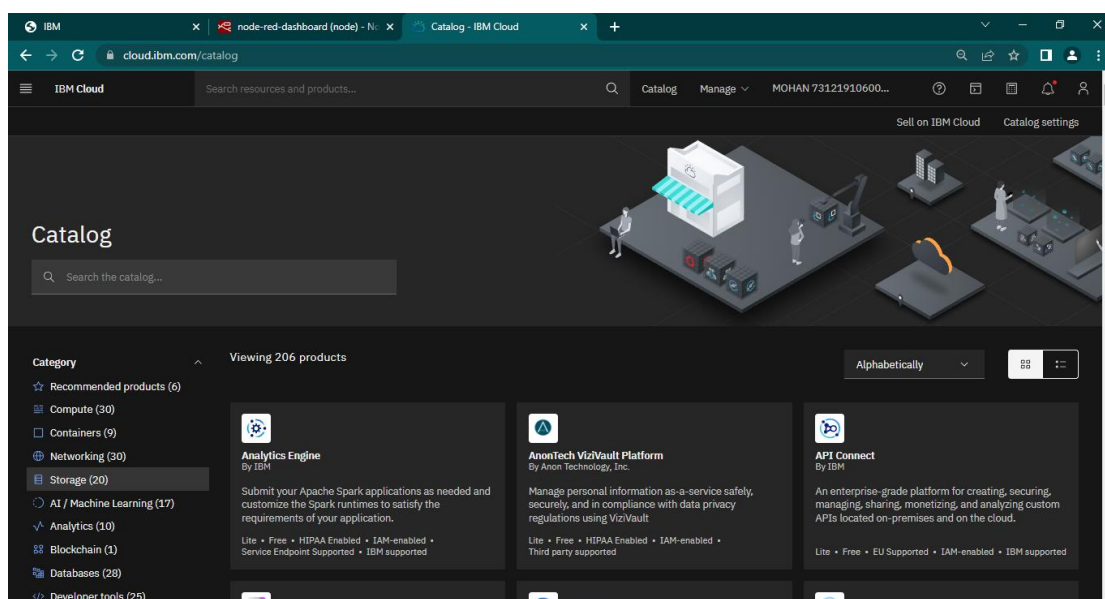 IBM
node-red-dashboard (node) - No
Catalog - IBM Cloud
cloud.ibm.com/catalog
IBM Cloud
Search resources and products...
Catalog
Manage
MOHAN 73121910600...
Sell on IBM Cloud
Catalog settings
Catalog
Search the catalog...
Category
Recommended products (6)
Compute (30)
Containers (9)
Networking (30)
Storage (20)
AI / Machine Learning (17)
Analytics (10)
Blockchain (1)
Databases (28)
Developer tools (25)
Viewing 206 products
Alphabetically
Analytics Engine
By IBM
Submit your Apache Spark applications as needed and
customize the Spark runtimes to satisfy the
requirements of your application.
Lite • Free • HIPAA Enabled • IAM-enabled •
Service Endpoint Supported • IBM supported
AnonTech ViziVault Platform
By Anon Technology, Inc.
Manage personal information as-a-service safely,
securely, and in compliance with data privacy
regulations using ViziVault
Lite • Free • HIPAA Enabled • IAM-enabled •
Third party supported
API Connect
By IBM
An enterprise-grade platform for creating, securing,
managing, sharing, monetizing, and analyzing custom
APIs located on-premises and on the cloud.
Lite • Free • EU Supported • IAM-enabled • IBM supported